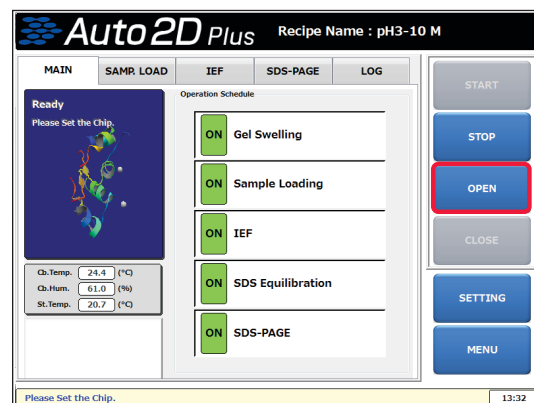 Auto2D Plus Recipe Name : pH3-10 M
MAIN SAMP. LOAD IEF SDS-PAGE LOG
Ready
Please Set the Chip.
Cb.Temp. 24.4 (°C)
Cb.Hum. 61.0 (%)
St.Temp. 20.7 (°C)
Operation Schedule
ON Gel Swelling
ON Sample Loading
ON IEF
ON SDS Equilibration
ON SDS-PAGE
START
STOP
OPEN
CLOSE
SETTING
MENU
Please Set the Chip. 13:32